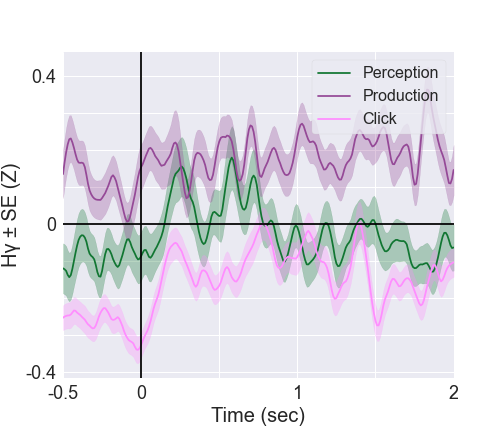 Perception
Production
Click
0.4
0
-0.4
Hγ ± SE (Z)
-0.5
0
1
2
Time (sec)